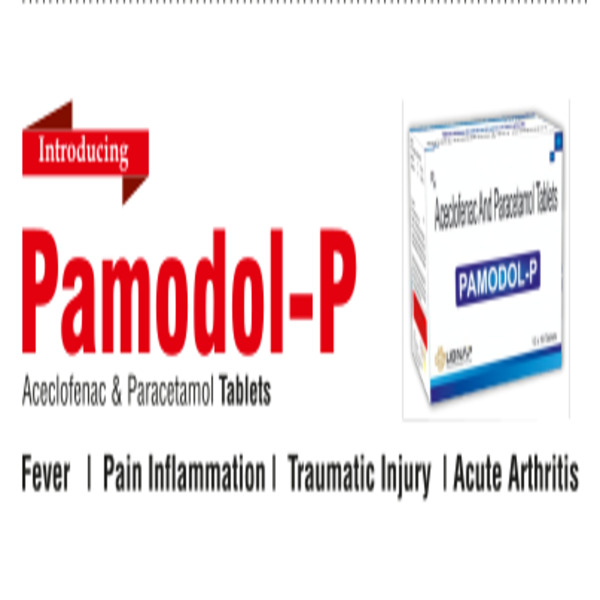 Introducing
Pamodol-P
Aceclofenac & Paracetamol Tablets
Aceclofenac And Paracetamol Tablets
PAMODOL-P
Fever | Pain Inflammation | Traumatic Injury | Acute Arthritis